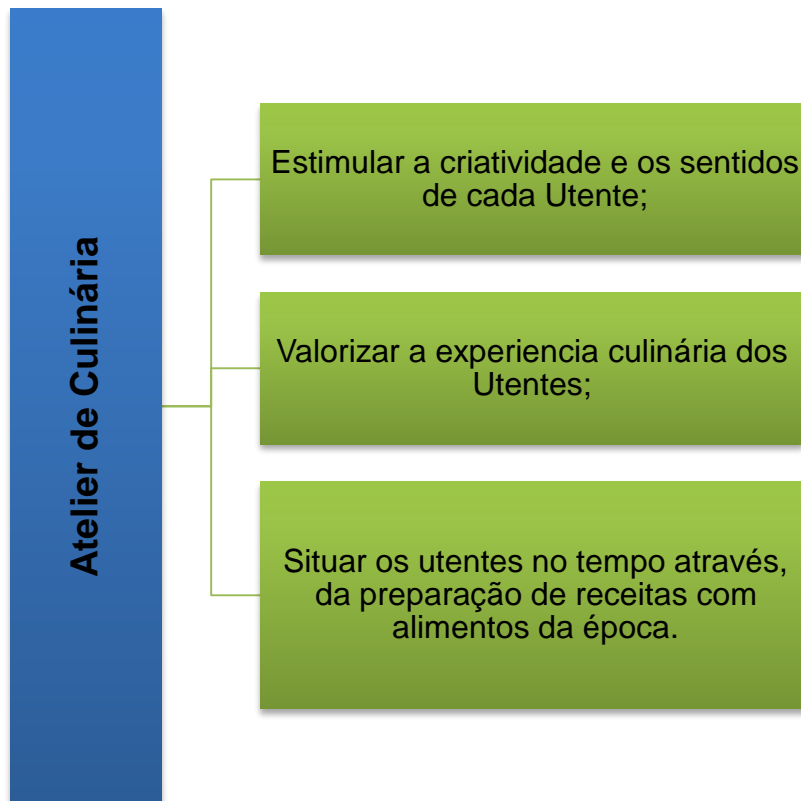 Atelier de Culinária
Estimular a criatividade e os sentidos
de cada Utente;
Valorizar a experiencia culinária dos
Utentes;
Situar os utentes no tempo através,
da preparação de receitas com
alimentos da época.